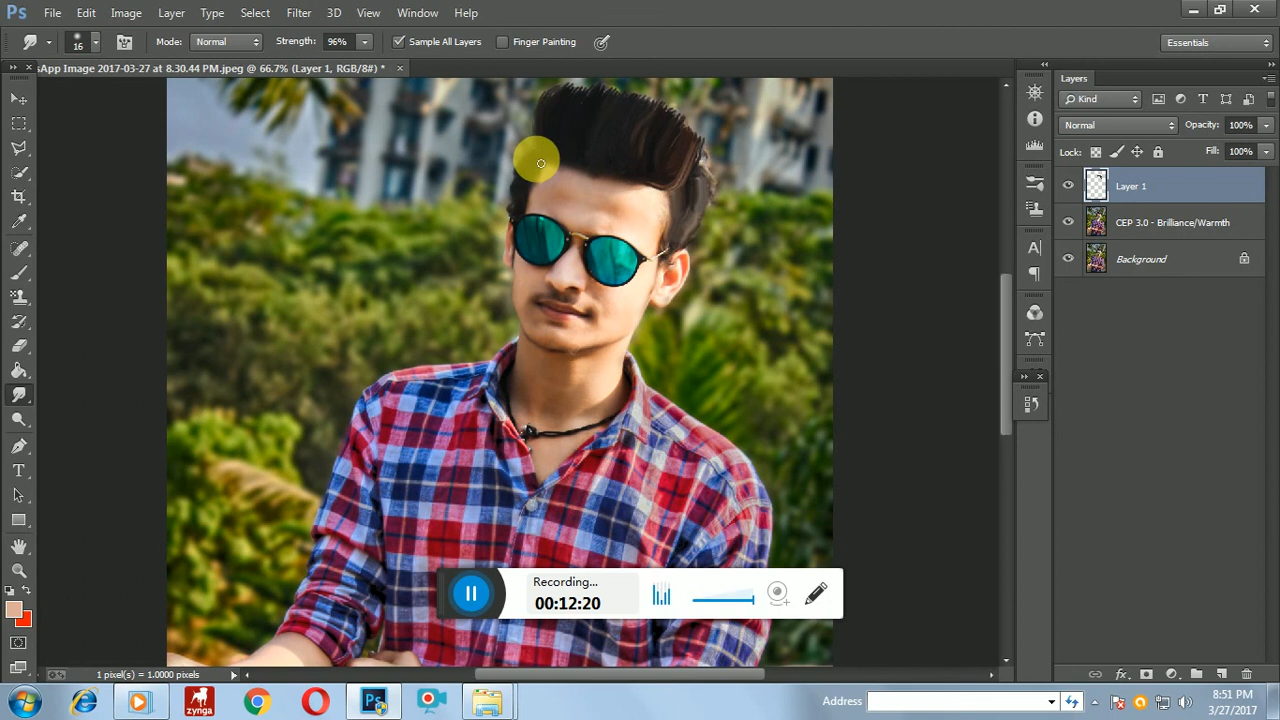 Ps File Edit Image Layer Type Select Filter 3D View Window Help
16 Mode: Normal Strength: 96% Sample All Layers Finger Painting Essentials
sApp Image 2017-03-27 at 8.30.44 PM.jpeg @ 66.7% (Layer 1, RGB/8#) *
Layers
Kind
Normal Opacity: 100%
Lock: Fill: 100%
Layer 1
CEP 3.0 - Brilliance/Warmth
Background
Recording...
00:12:20
1 pixel(s) = 1.0000 pixels
zynga Ps Address 8:51 PM
3/27/2017